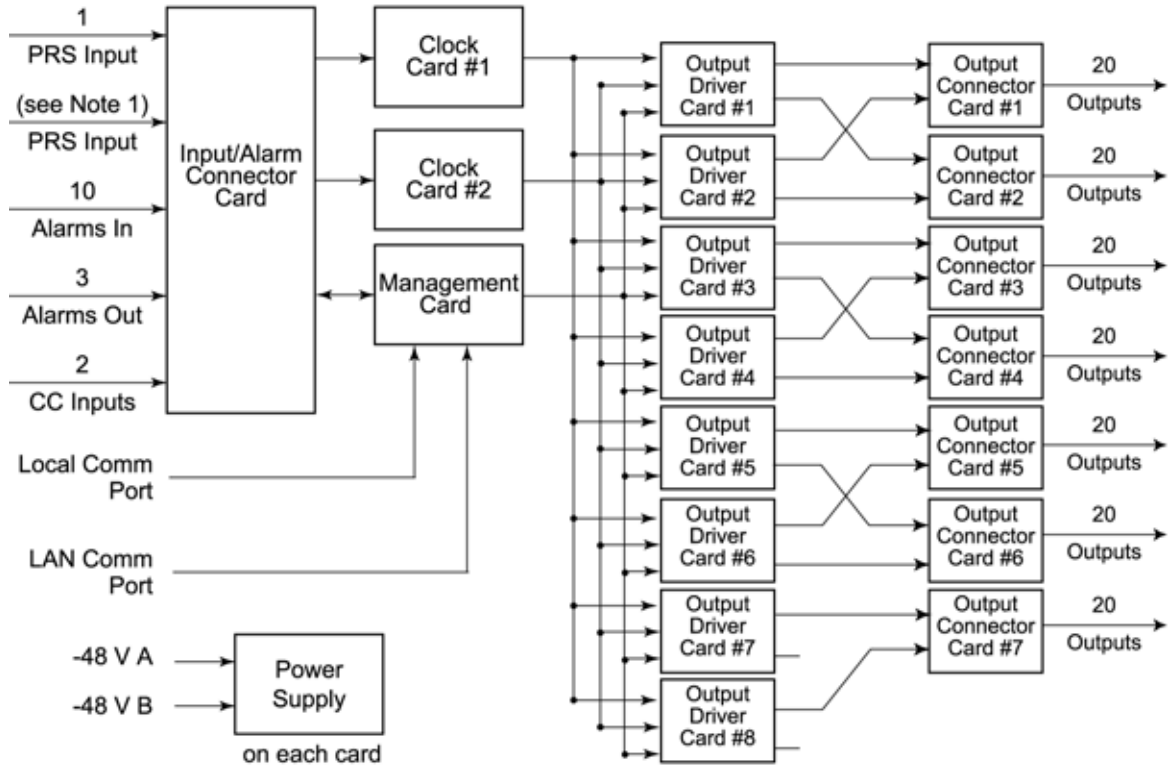 1
PRS Input
(see Note 1)
PRS Input
10
Alarms In
3
Alarms Out
2
CC Inputs
Local Comm
Port
LAN Comm
Port
-48 V A
-48 V B
Input/Alarm
Connector
Card
Clock
Card #1
Clock
Card #2
Management
Card
Power
Supply
on each card
Output
Driver
Card #1
Output
Driver
Card #2
Output
Driver
Card #3
Output
Driver
Card #4
Output
Driver
Card #5
Output
Driver
Card #6
Output
Driver
Card #7
Output
Driver
Card #8
Output
Connector
Card #1
Output
Connector
Card #2
Output
Connector
Card #3
Output
Connector
Card #4
Output
Connector
Card #5
Output
Connector
Card #6
Output
Connector
Card #7
20
Outputs
20
Outputs
20
Outputs
20
Outputs
20
Outputs
20
Outputs
20
Outputs